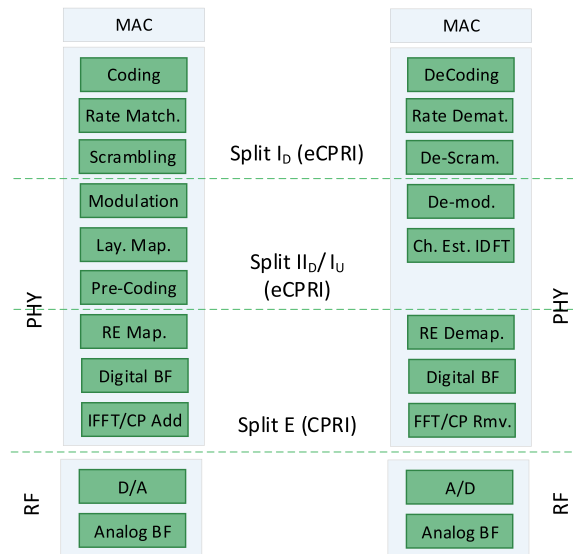 MAC
MAC
Coding
DeCoding
Rate Match.
Rate Demat.
Scrambling
Split I_D (eCPRI)
De-Scram.
Modulation
De-mod.
Lay. Map.
Ch. Est. IDFT
Split II_D/ I_U
(eCPRI)
Pre-Coding
PHY
PHY
RE Map.
RE Demap.
Digital BF
Digital BF
IFFT/CP Add
Split E (CPRI)
FFT/CP Rmv.
D/A
A/D
RF
RF
Analog BF
Analog BF